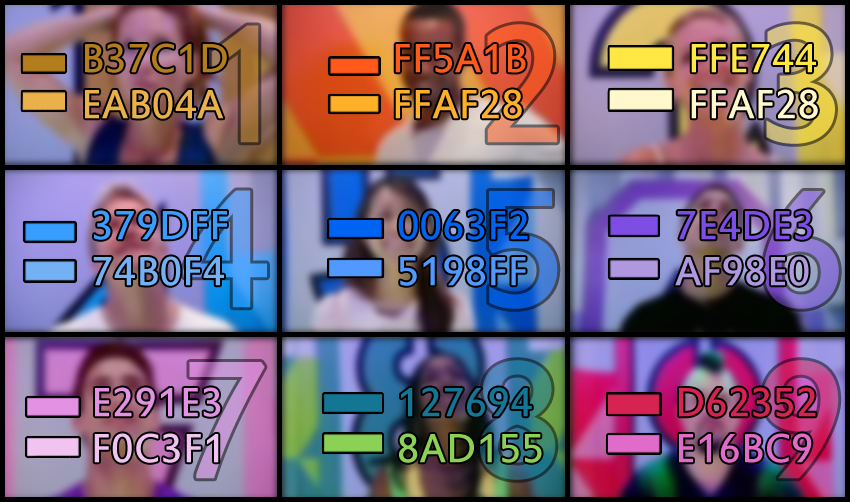 B37C1D
EAB04A
1
FF5A1B
FFAF28
2
FFE744
FFAF28
3
379DFF
74B0F4
4
0063F2
5198FF
5
7E4DE3
AF98E0
6
E291E3
F0C3F1
7
127694
8AD155
8
D62352
E16BC9
9